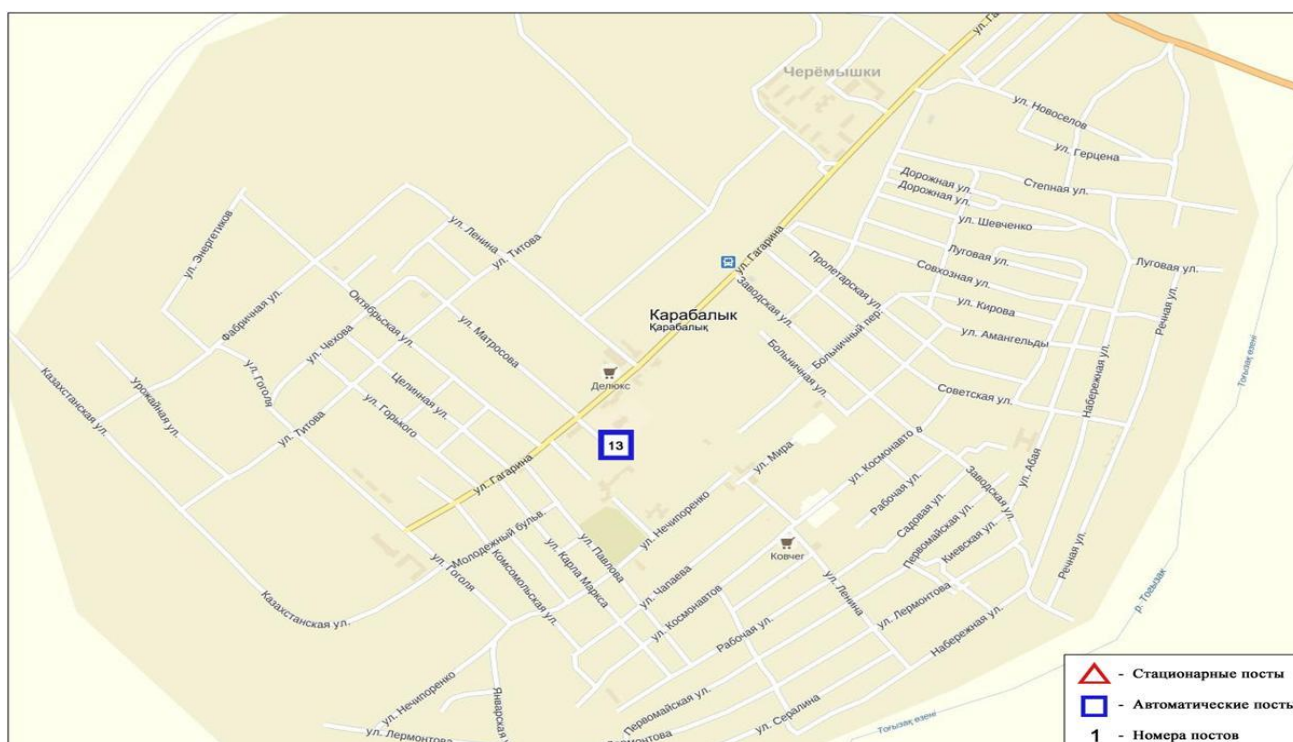 ул. Га
Черёмышки
ул. Новоселов
ул. Герцена
Дорожная ул.
Степная ул.
Дорожная ул.
ул. Энергетиков
ул. Ленина
ул. Титова
ул. Шевченко
ул. Гагарина
Пролетарская ул.
Луговая ул.
Луговая ул.
Совхозная ул.
Заводская ул.
Фабричная ул.
Октябрьская ул.
ул. Кирова
Речная ул.
Карабалык
Қарабалық
ул. Чехова
ул. Матросова
Больничный пер.
ул. Амангельды
Больничная ул.
Набережная ул.
Тоғызақ өзені
Казахстанская ул.
Урожайная ул.
ул. Гоголя
Целинная ул.
Делюкс
Советская ул.
ул. Горького
ул. Титова
13
ул. Мира
ул. Космонавто в
ул. Гагарина
ул. Абая
Рабочая ул.
Заводская ул.
ул. Нечипоренко
Садовая ул.
Молодежный бульв.
Первомайская ул.
Киевская ул.
Ковчег
ул. Гоголя
Комсомольская ул.
ул. Карла Маркса
ул. Павлова
ул. Чапаева
Речная ул.
ул. Ленина
Казахстанская ул.
ул. Космонавтов
Рабочая ул.
ул. Лермонтова
Набережная ул.
р. Тогызак
ул. Нечипоренко
Январская ул.
Первомайская ул.
ул. Сералина
Тоғызақ өзені
ул. Лермонтова
- Стационарные посты
- Автоматические посты
1 - Номера постов